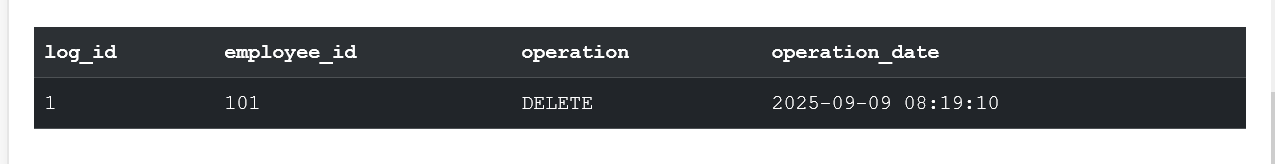 log_id employee_id operation operation_date
1 101 DELETE 2025-09-09 08:19:10